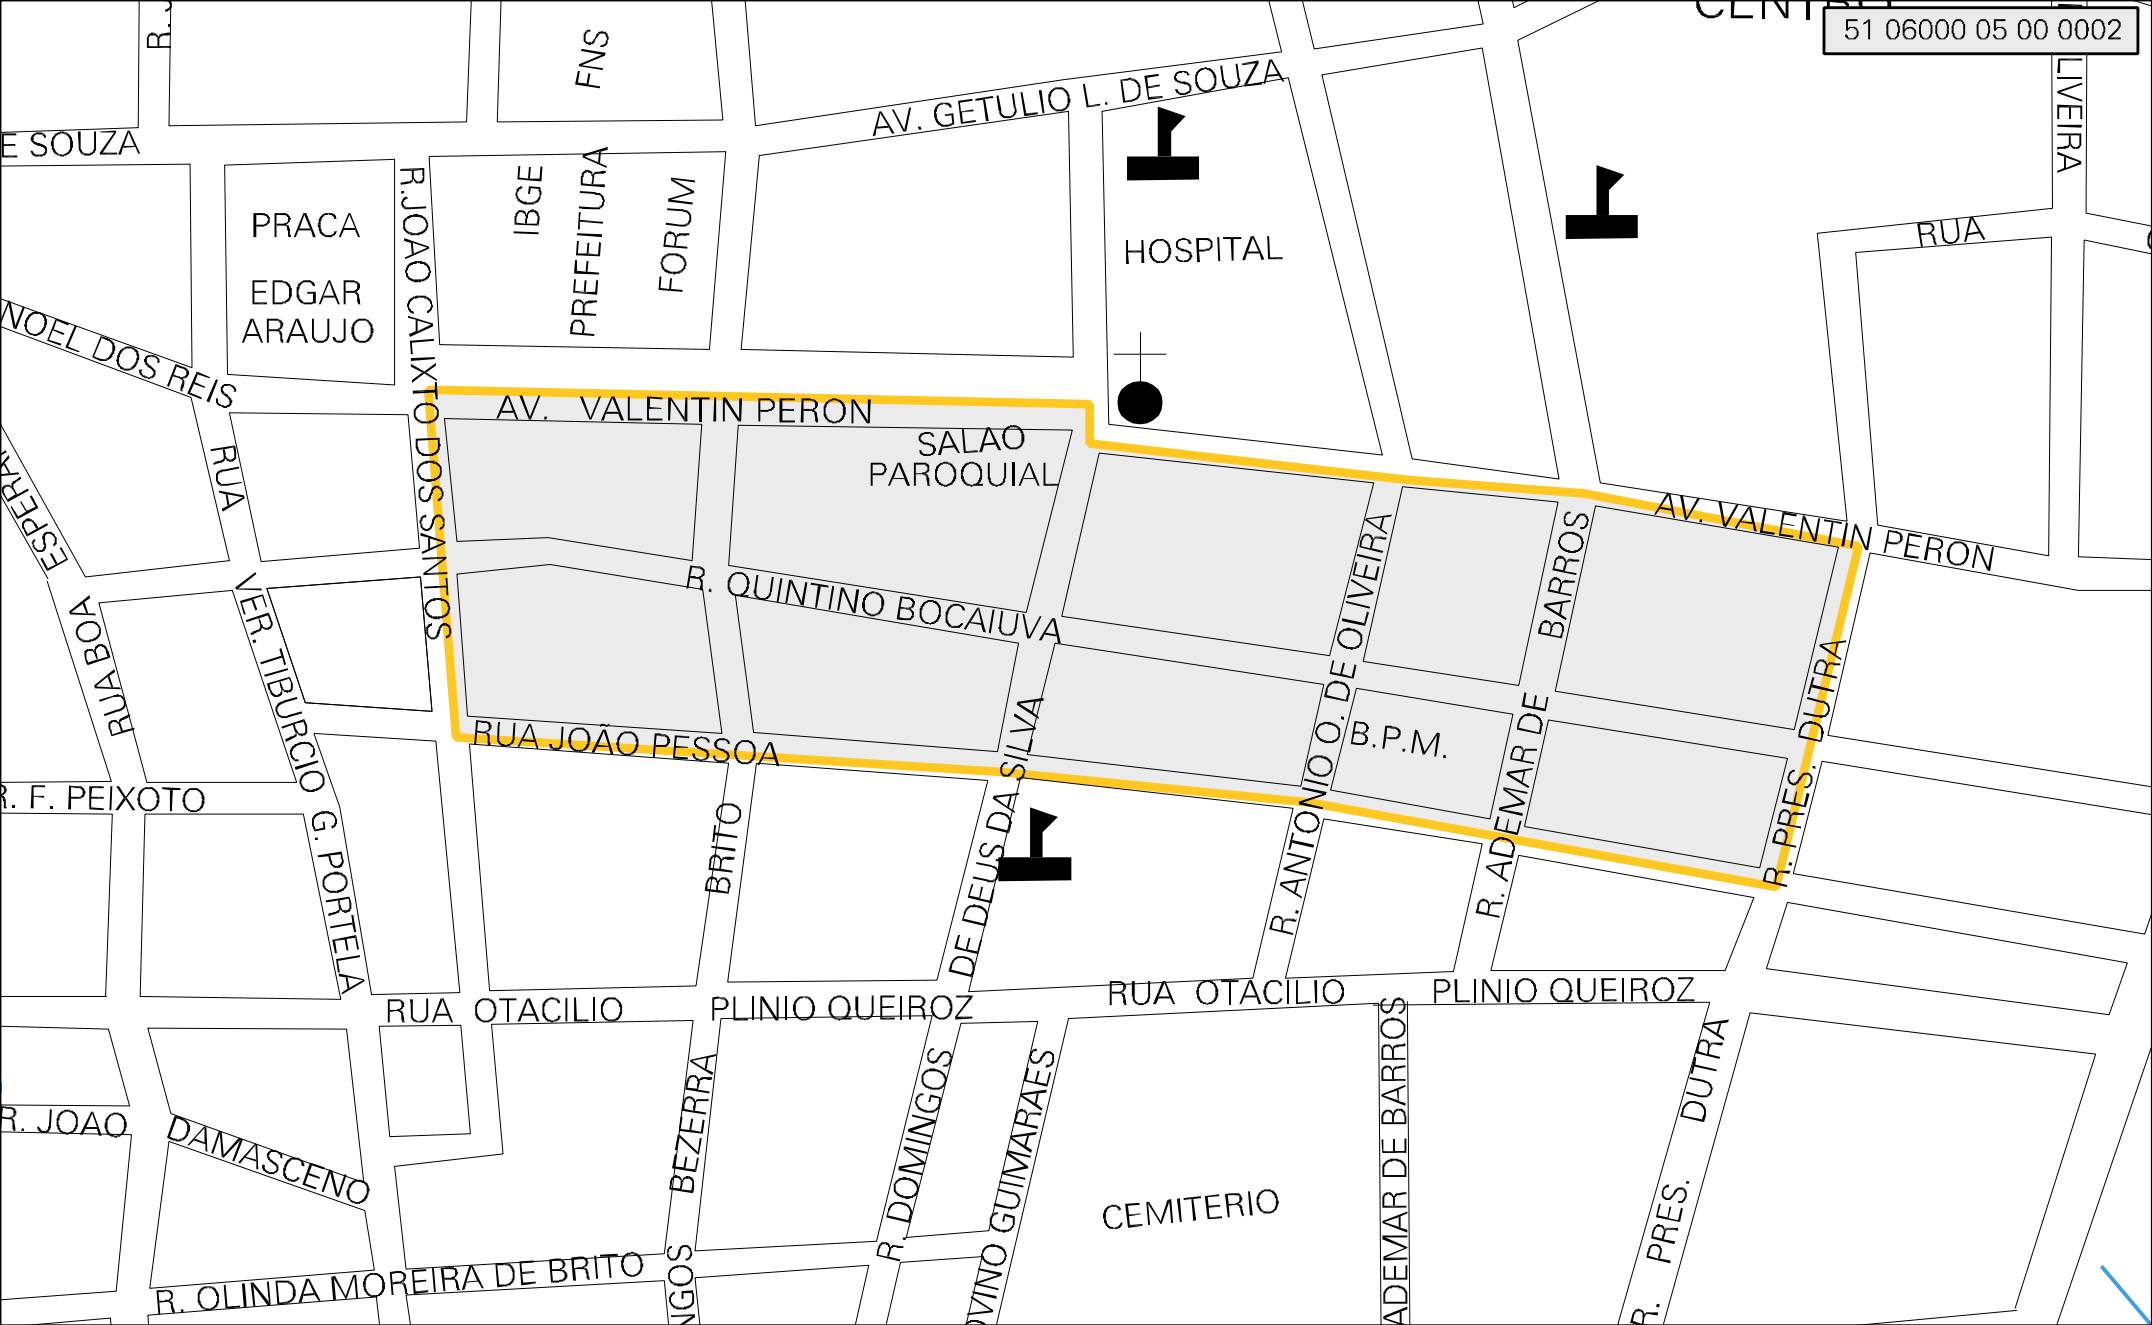 CENTRO
51 06000 05 00 0002
R. J
FNS
AV. GETULIO L. DE SOUZA
LIVEIRA
E SOUZA
R.JOAO CALIXTO DOS SANTOS
IBGE
PREFEITURA
FORUM
PRACA
EDGAR
ARAUJO
HOSPITAL
RUA
NOEL DOS REIS
AV. VALENTIN PERON
SALAO
PAROQUIAL
RUA
ESPERAN
AV. VALENTIN PERON
R. QUINTINO BOCAIUVA
BARROS
RUA BOA
VER. TIBURCIO G. PORTELA
RUA JOÃO PESSOA
B.P.M.
R. ANTONIO O. DE OLIVEIRA
R. ADEMAR DE
R. PRES. DUTRA
R. F. PEIXOTO
BRITO
DE DEUS DA SILVA
RUA OTACILIO PLINIO QUEIROZ
RUA OTACILIO PLINIO QUEIROZ
R. JOAO
DAMASCENO
BEZERRA
R. DOMINGOS
OVINO GUIMARAES
CEMITERIO
ADEMAR DE BARROS
R. PRES. DUTRA
R. OLINDA MOREIRA DE BRITO
NGOS